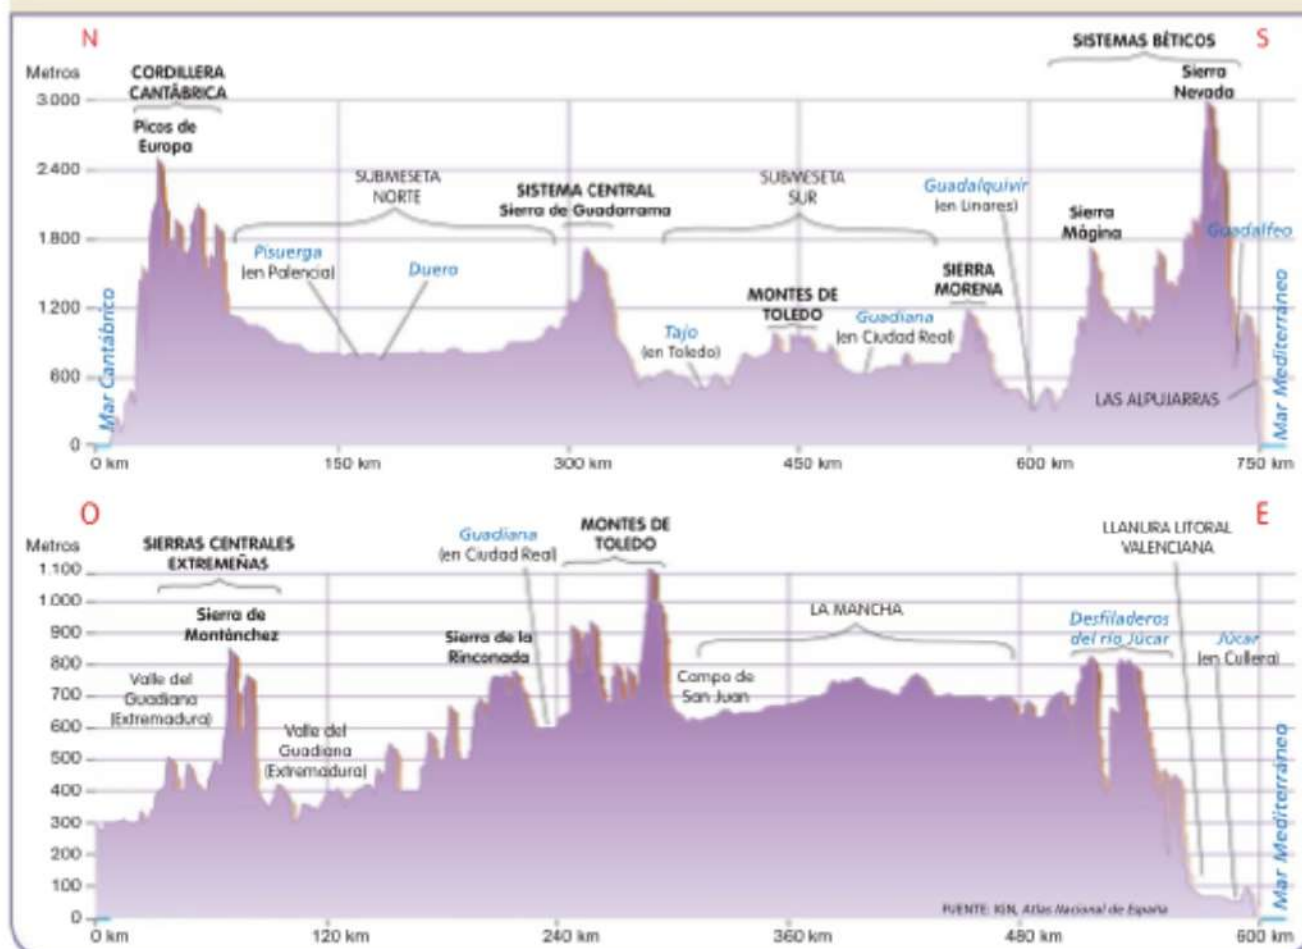 N
S
SISTEMAS BÉTICOS
Metros
CORDILLERA
CANTÁBRICA
Sierra
Nevada
3.000
Picos de
Europa
2.400
SUBMESETA
NORTE
SISTEMA CENTRAL
Sierra de Guadarrama
SUBMESETA
SUR
Guadalquivir
(en Linares)
Sierra
Mágina
1.800
Guadalfeo
Pisuerga
(en Palencia)
Duero
SIERRA
MORENA
MONTES DE
TOLEDO
1.200
Guadiana
(en Ciudad Real)
Tajo
(en Toledo)
Mar Cantábrico
Mar Mediterráneo
600
LAS ALPUJARRAS
0
0 km
150 km
300 km
450 km
600 km
750 km
O
E
Metros
SIERRAS CENTRALES
EXTREMEÑAS
Guadiana
(en Ciudad Real)
MONTES DE
TOLEDO
LLANURA LITORAL
VALENCIANA
1.100
1.000
Sierra de
Montánchez
LA MANCHA
900
Sierra de la
Rinconada
Desfiladeros
del río Júcar
Júcar
(en Cullera)
800
Valle del
Guadiana
(Extremadura)
Campo de
San Juan
700
600
Valle del
Guadiana
(Extremadura)
500
400
300
200
100
0
Mar Mediterráneo
FUENTE: IGN, Atlas Nacional de España
0 km
120 km
240 km
360 km
480 km
600 km